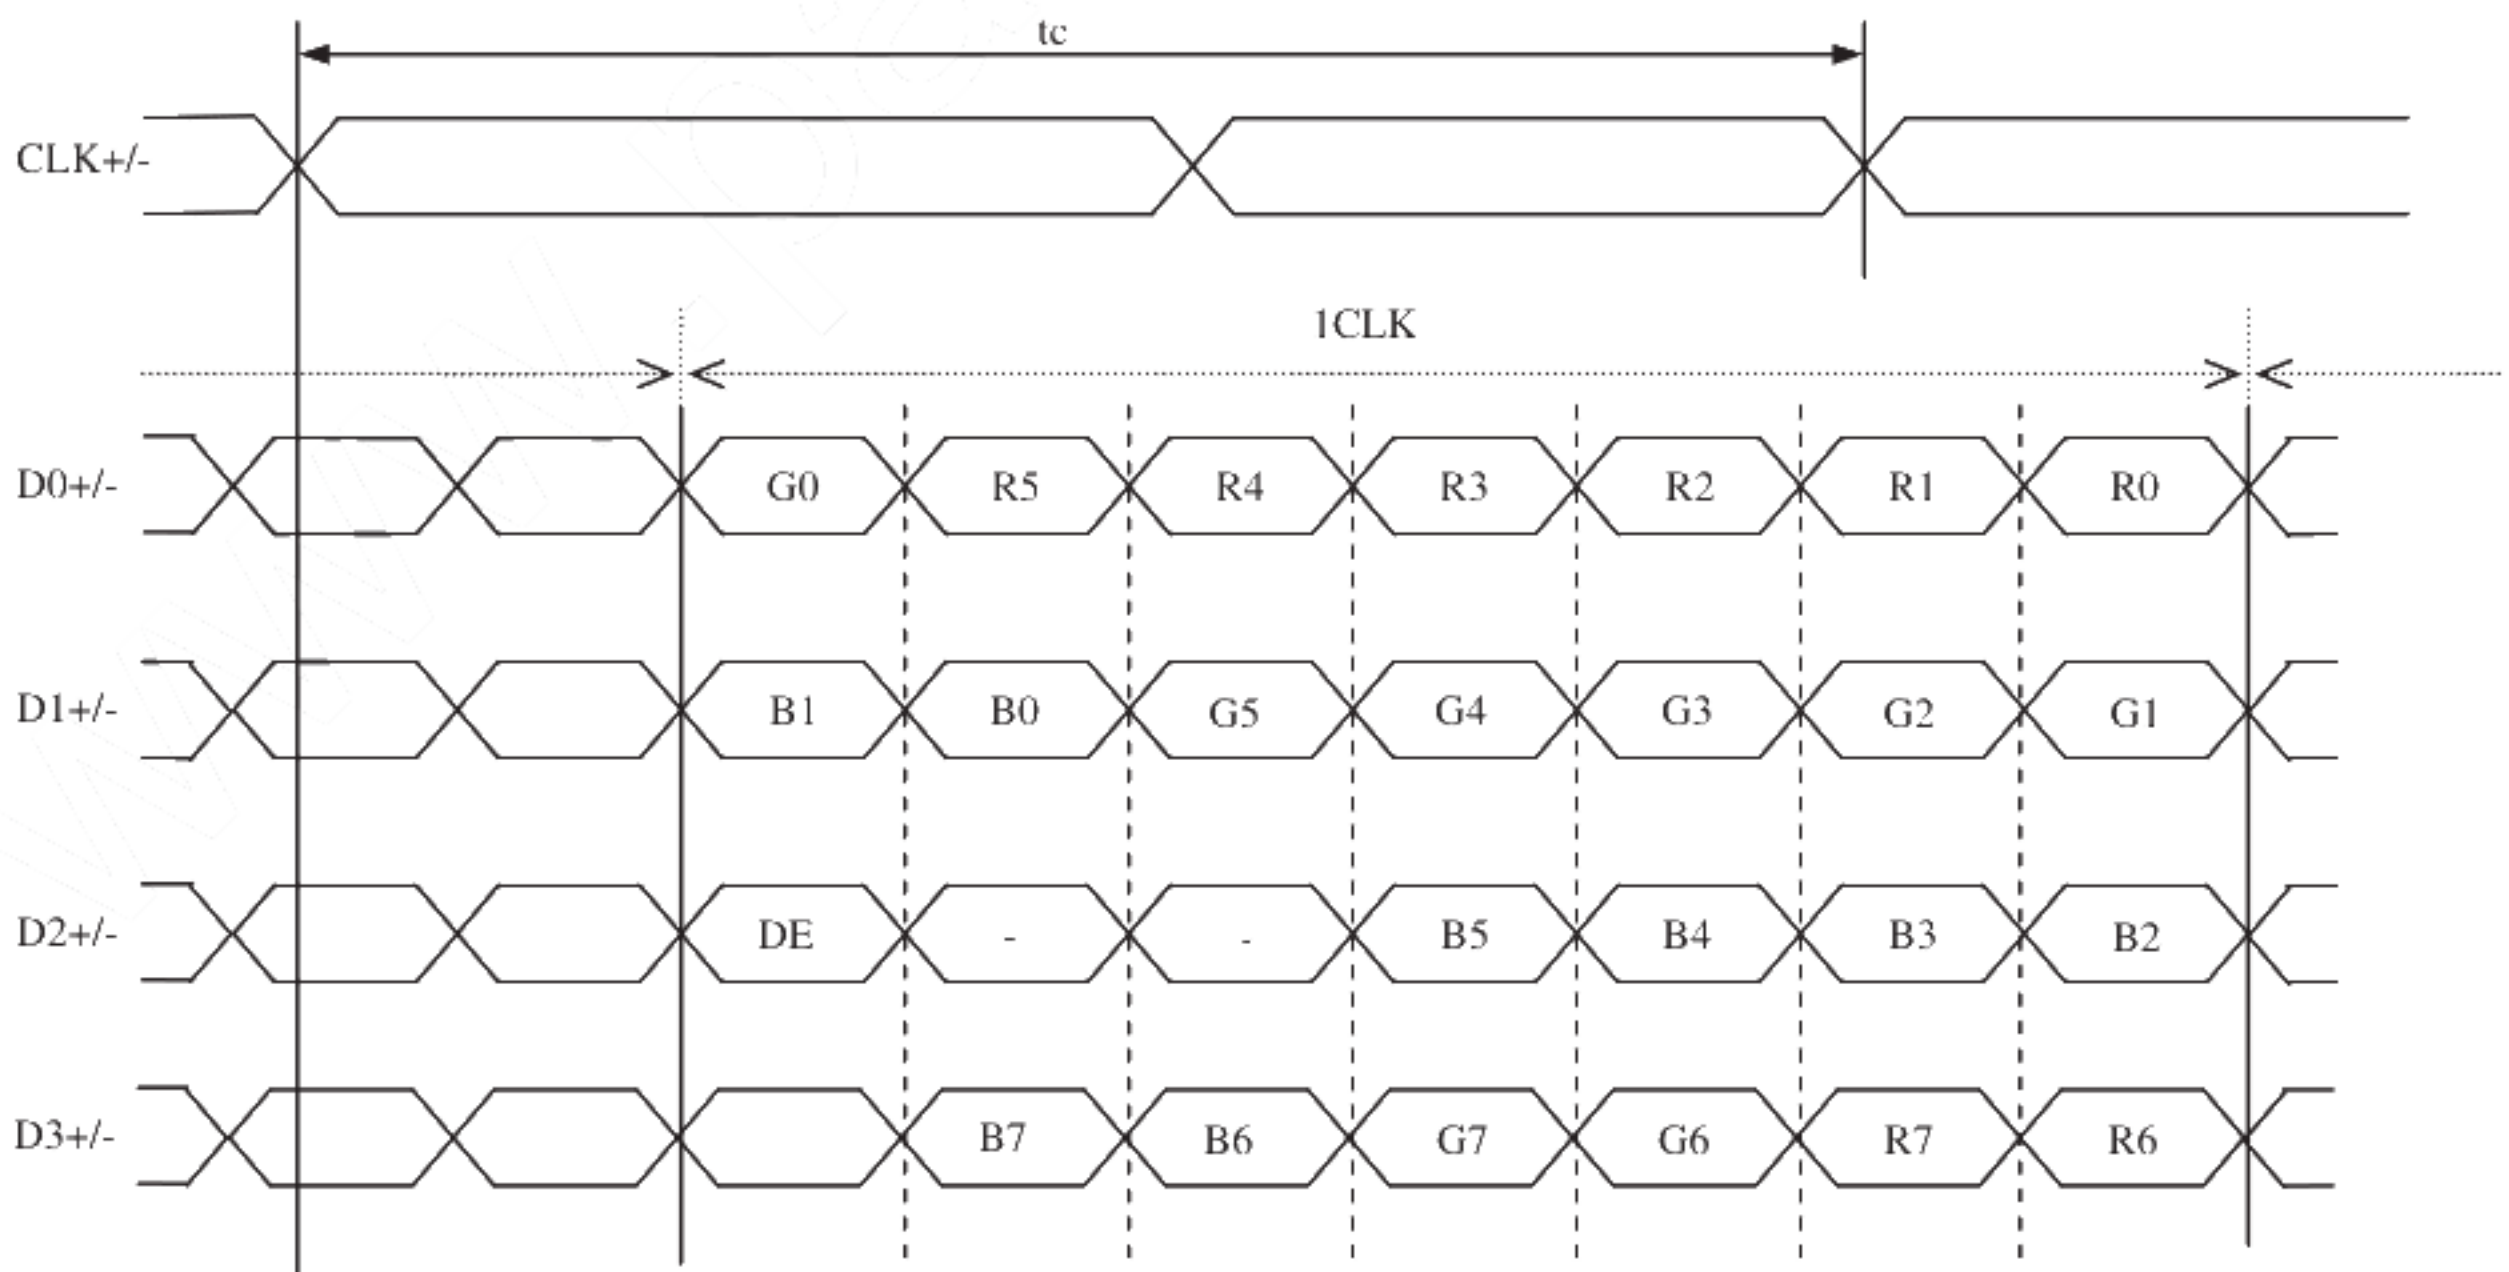 tc
CLK+/-
1CLK
D0+/- G0 R5 R4 R3 R2 R1 R0
D1+/- B1 B0 G5 G4 G3 G2 G1
D2+/- DE - - B5 B4 B3 B2
D3+/- B7 B6 G7 G6 R7 R6